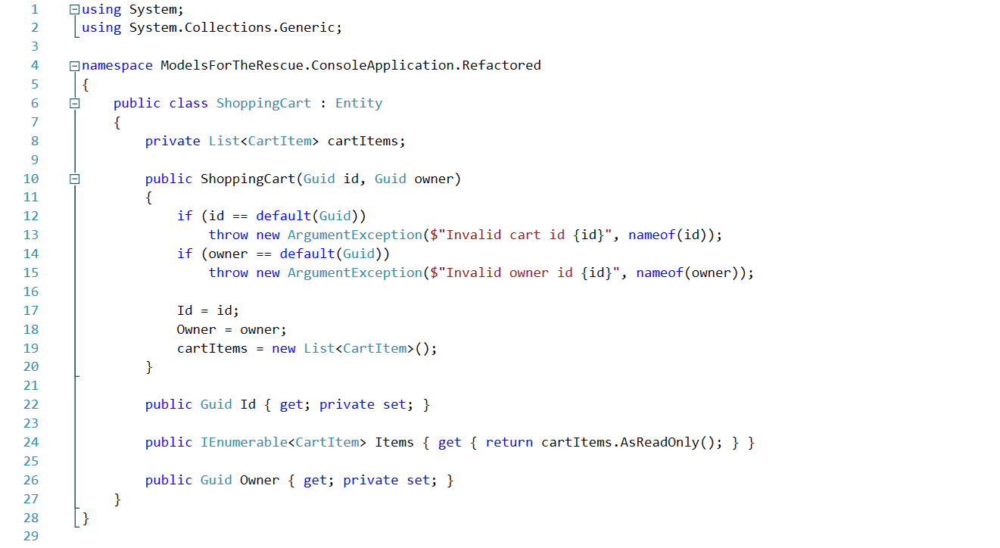 1 using System;
2 using System.Collections.Generic;
3
4 namespace ModelsForTheRescue.ConsoleApplication.Refactored
5 {
6     public class ShoppingCart : Entity
7     {
8         private List<CartItem> cartItems;
9
10         public ShoppingCart(Guid id, Guid owner)
11         {
12             if (id == default(Guid))
13                 throw new ArgumentException($"Invalid cart id {id}", nameof(id));
14             if (owner == default(Guid))
15                 throw new ArgumentException($"Invalid owner id {id}", nameof(owner));
16
17             Id = id;
18             Owner = owner;
19             cartItems = new List<CartItem>();
20         }
21
22         public Guid Id { get; private set; }
23
24         public IEnumerable<CartItem> Items { get { return cartItems.AsReadOnly(); } }
25
26         public Guid Owner { get; private set; }
27     }
28 }
29